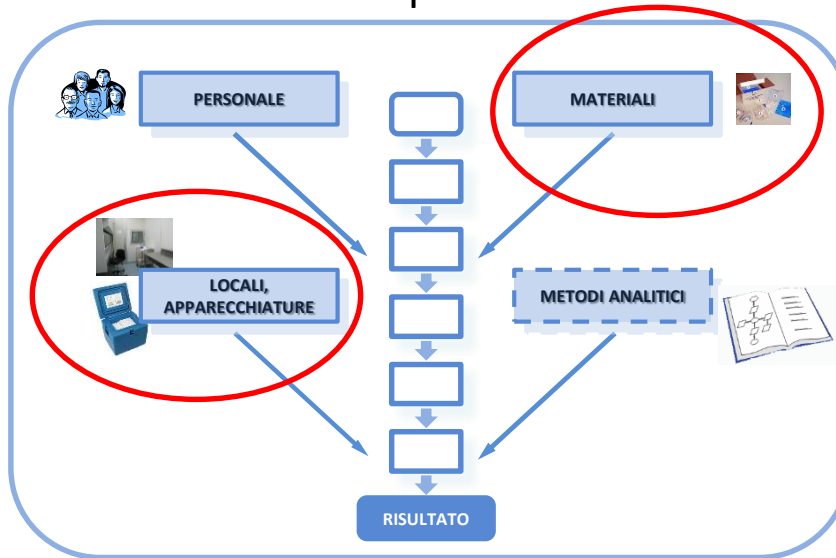 PERSONALE
MATERIALI
LOCALI,
APPARECCHIATURE
METODI ANALITICI
RISULTATO